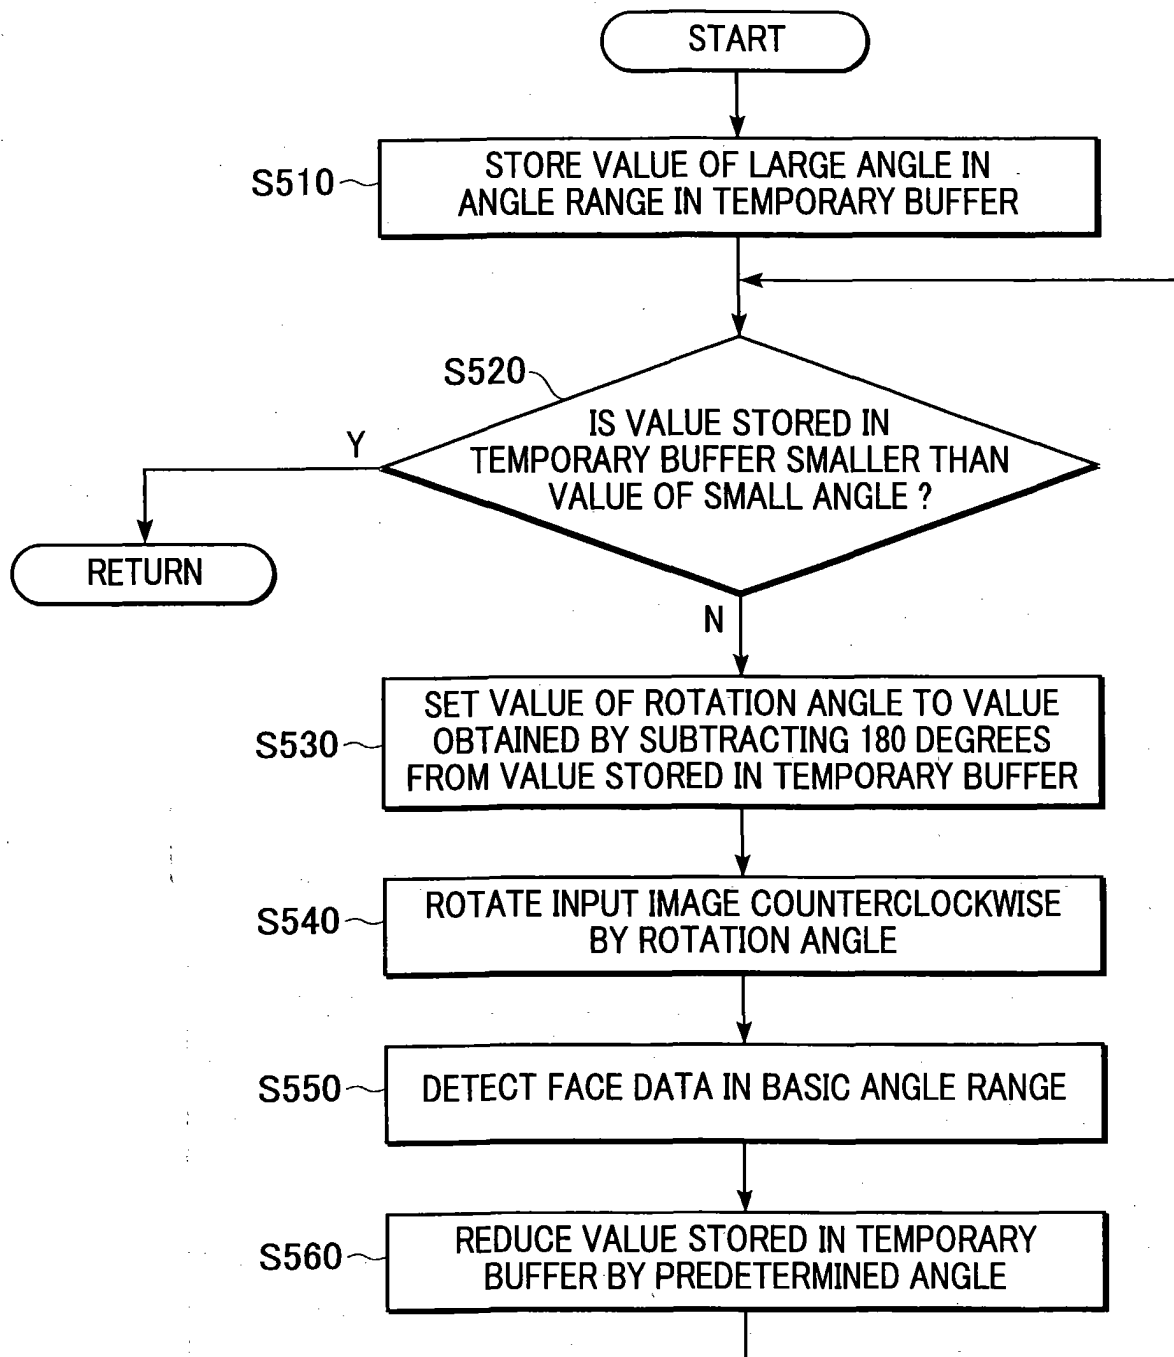 START
S510
STORE VALUE OF LARGE ANGLE IN
ANGLE RANGE IN TEMPORARY BUFFER
S520
IS VALUE STORED IN
TEMPORARY BUFFER SMALLER THAN
VALUE OF SMALL ANGLE ?
Y
RETURN
N
S530
SET VALUE OF ROTATION ANGLE TO VALUE
OBTAINED BY SUBTRACTING 180 DEGREES
FROM VALUE STORED IN TEMPORARY BUFFER
S540
ROTATE INPUT IMAGE COUNTERCLOCKWISE
BY ROTATION ANGLE
S550
DETECT FACE DATA IN BASIC ANGLE RANGE
S560
REDUCE VALUE STORED IN TEMPORARY
BUFFER BY PREDETERMINED ANGLE